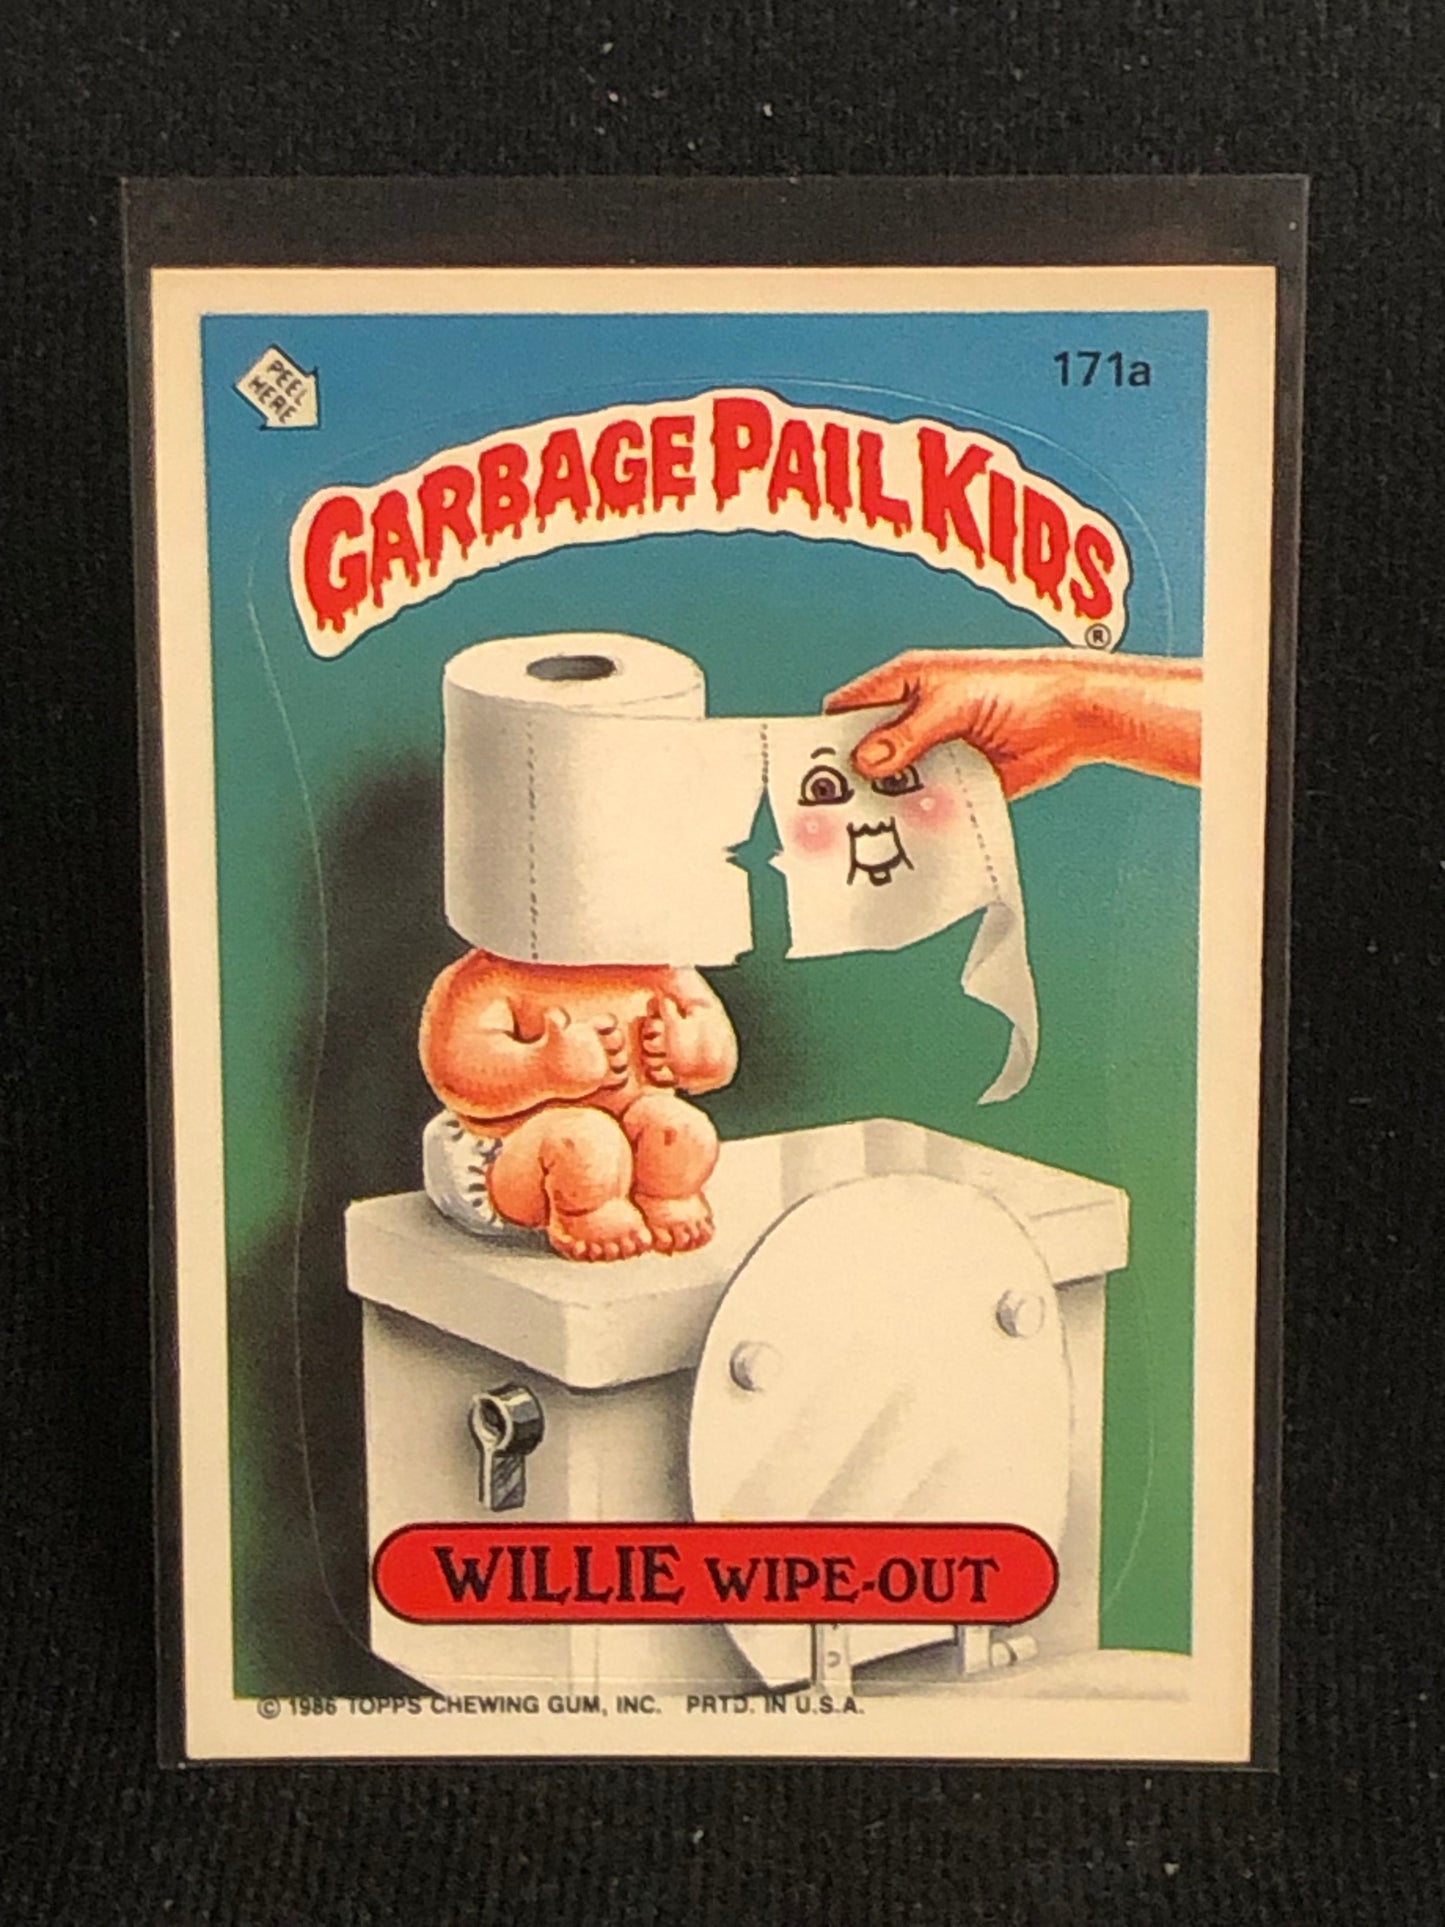 PEEL
HERE
171a
GARBAGE PAIL KIDS
®
WILLIE WIPE-OUT
© 1986 TOPPS CHEWING GUM, INC. PRTD. IN U.S.A.